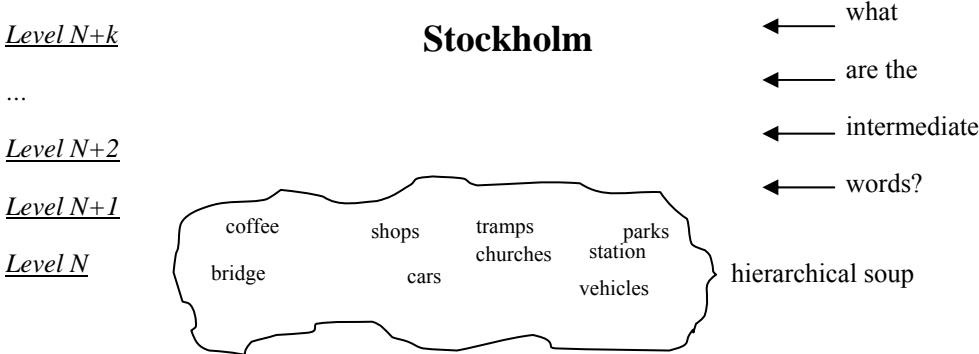 what
Level N+k
Stockholm
are the
...
intermediate
Level N+2
words?
Level N+1
coffee
shops
tramps
parks
churches
station
Level N
bridge
cars
vehicles
hierarchical soup